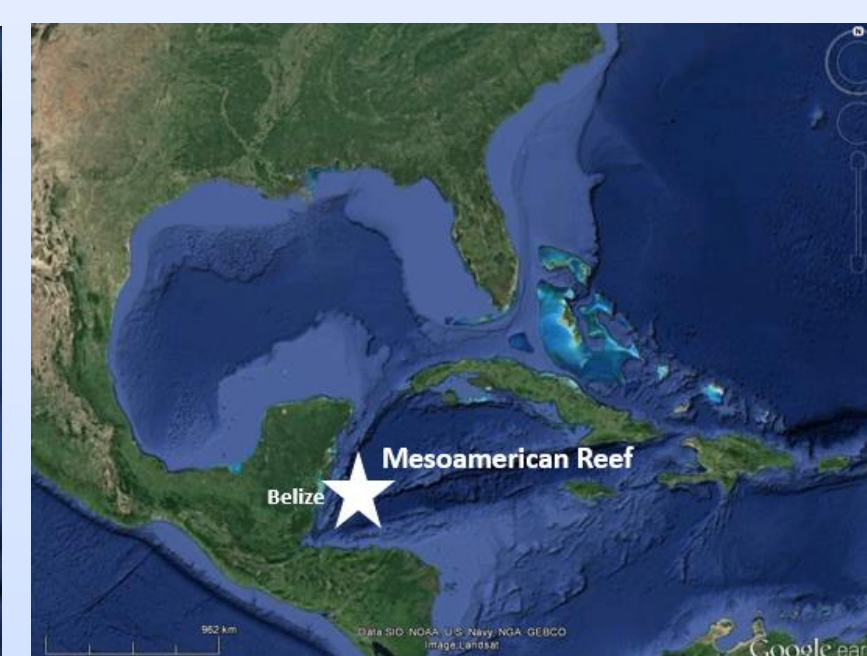 N
Mesoamerican Reef
Belize
962 km
Data SIO, NOAA, U.S. Navy, NGA, GEBCO
Image Landsat
Google earth